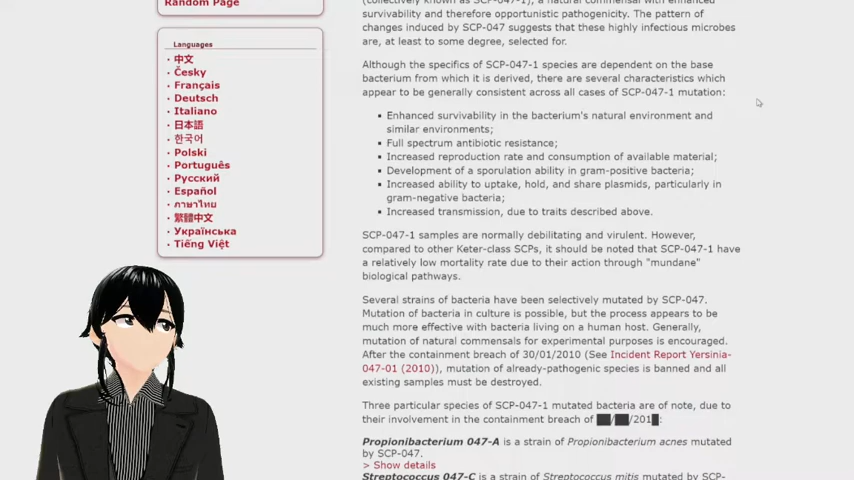 Random Page
Languages
中文
Česky
Français
Deutsch
Italiano
日本語
한국어
Polski
Português
Русский
Español
ภาษาไทย
繁體中文
Українська
Tiếng Việt
(collectively known as SCP-047-1), a natural commensal with enhanced
survivability and therefore opportunistic pathogenicity. The pattern of
changes induced by SCP-047 suggests that these highly infectious microbes
are, at least to some degree, selected for.
Although the specifics of SCP-047-1 species are dependent on the base
bacterium from which it is derived, there are several characteristics which
appear to be generally consistent across all cases of SCP-047-1 mutation:
Enhanced survivability in the bacterium's natural environment and
similar environments;
Full spectrum antibiotic resistance;
Increased reproduction rate and consumption of available material;
Development of a sporulation ability in gram-positive bacteria;
Increased ability to uptake, hold, and share plasmids, particularly in
gram-negative bacteria;
Increased transmission, due to traits described above.
SCP-047-1 samples are normally debilitating and virulent. However,
compared to other Keter-class SCPs, it should be noted that SCP-047-1 have
a relatively low mortality rate due to their action through "mundane"
biological pathways.
Several strains of bacteria have been selectively mutated by SCP-047.
Mutation of bacteria in culture is possible, but the process appears to be
much more effective with bacteria living on a human host. Generally,
mutation of natural commensals for experimental purposes is encouraged.
After the containment breach of 30/01/2010 (See Incident Report Yersinia-
047-01 (2010)), mutation of already-pathogenic species is banned and all
existing samples must be destroyed.
Three particular species of SCP-047-1 mutated bacteria are of note, due to
their involvement in the containment breach of ██/██/201█:
Propionibacterium 047-A is a strain of Propionibacterium acnes mutated
by SCP-047.
> Show details
Streptococcus 047-C is a strain of Streptococcus mitis mutated by SCP-